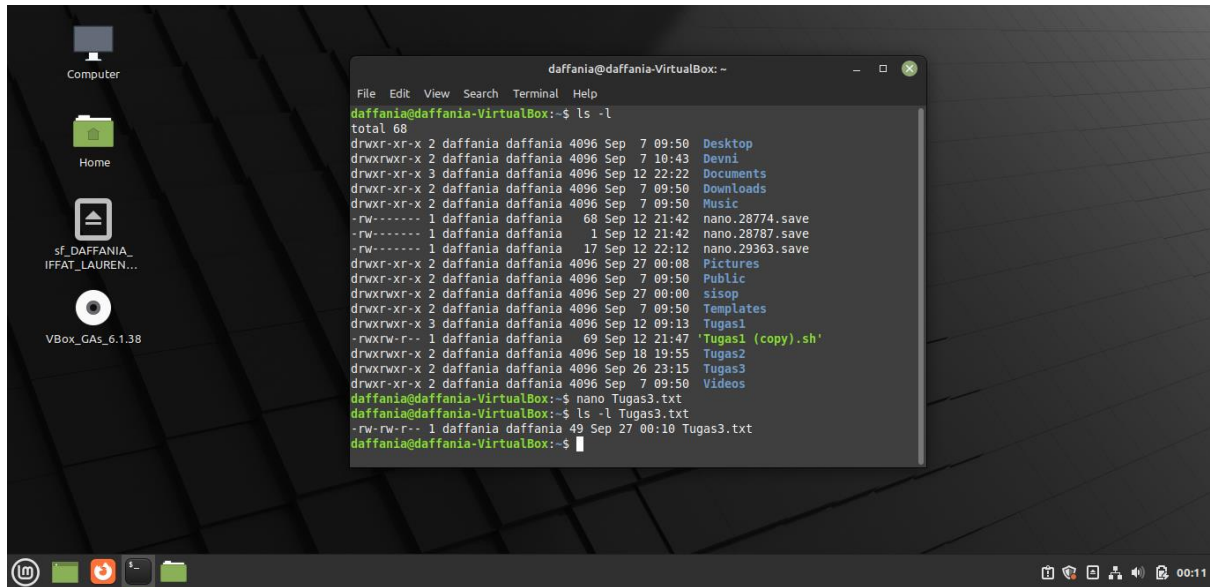 Computer
Home
sf_DAFFANIA_
IFFAT_LAUREN...
VBox_GAs_6.1.38
daffania@daffania-VirtualBox: ~
File Edit View Search Terminal Help
daffania@daffania-VirtualBox:~$ ls -l
total 68
drwxr-xr-x 2 daffania daffania 4096 Sep  7 09:50  Desktop
drwxrwxr-x 2 daffania daffania 4096 Sep  7 10:43  Devni
drwxr-xr-x 3 daffania daffania 4096 Sep 12 22:22  Documents
drwxr-xr-x 2 daffania daffania 4096 Sep  7 09:50  Downloads
drwxr-xr-x 2 daffania daffania 4096 Sep  7 09:50  Music
-rw------- 1 daffania daffania   68 Sep 12 21:42  nano.28774.save
-rw------- 1 daffania daffania    1 Sep 12 21:42  nano.28787.save
-rw------- 1 daffania daffania   17 Sep 12 22:12  nano.29363.save
drwxr-xr-x 2 daffania daffania 4096 Sep 27 00:08  Pictures
drwxr-xr-x 2 daffania daffania 4096 Sep  7 09:50  Public
drwxrwxr-x 2 daffania daffania 4096 Sep 27 00:00  sisop
drwxr-xr-x 2 daffania daffania 4096 Sep  7 09:50  Templates
drwxrwxr-x 3 daffania daffania 4096 Sep 12 09:13  Tugas1
-rwxrw-r-- 1 daffania daffania   69 Sep 12 21:47 'Tugas1 (copy).sh'
drwxrwxr-x 2 daffania daffania 4096 Sep 18 19:55  Tugas2
drwxrwxr-x 2 daffania daffania 4096 Sep 26 23:15  Tugas3
drwxr-xr-x 2 daffania daffania 4096 Sep  7 09:50  Videos
daffania@daffania-VirtualBox:~$ nano Tugas3.txt
daffania@daffania-VirtualBox:~$ ls -l Tugas3.txt
-rw-rw-r-- 1 daffania daffania 49 Sep 27 00:10 Tugas3.txt
daffania@daffania-VirtualBox:~$
00:11